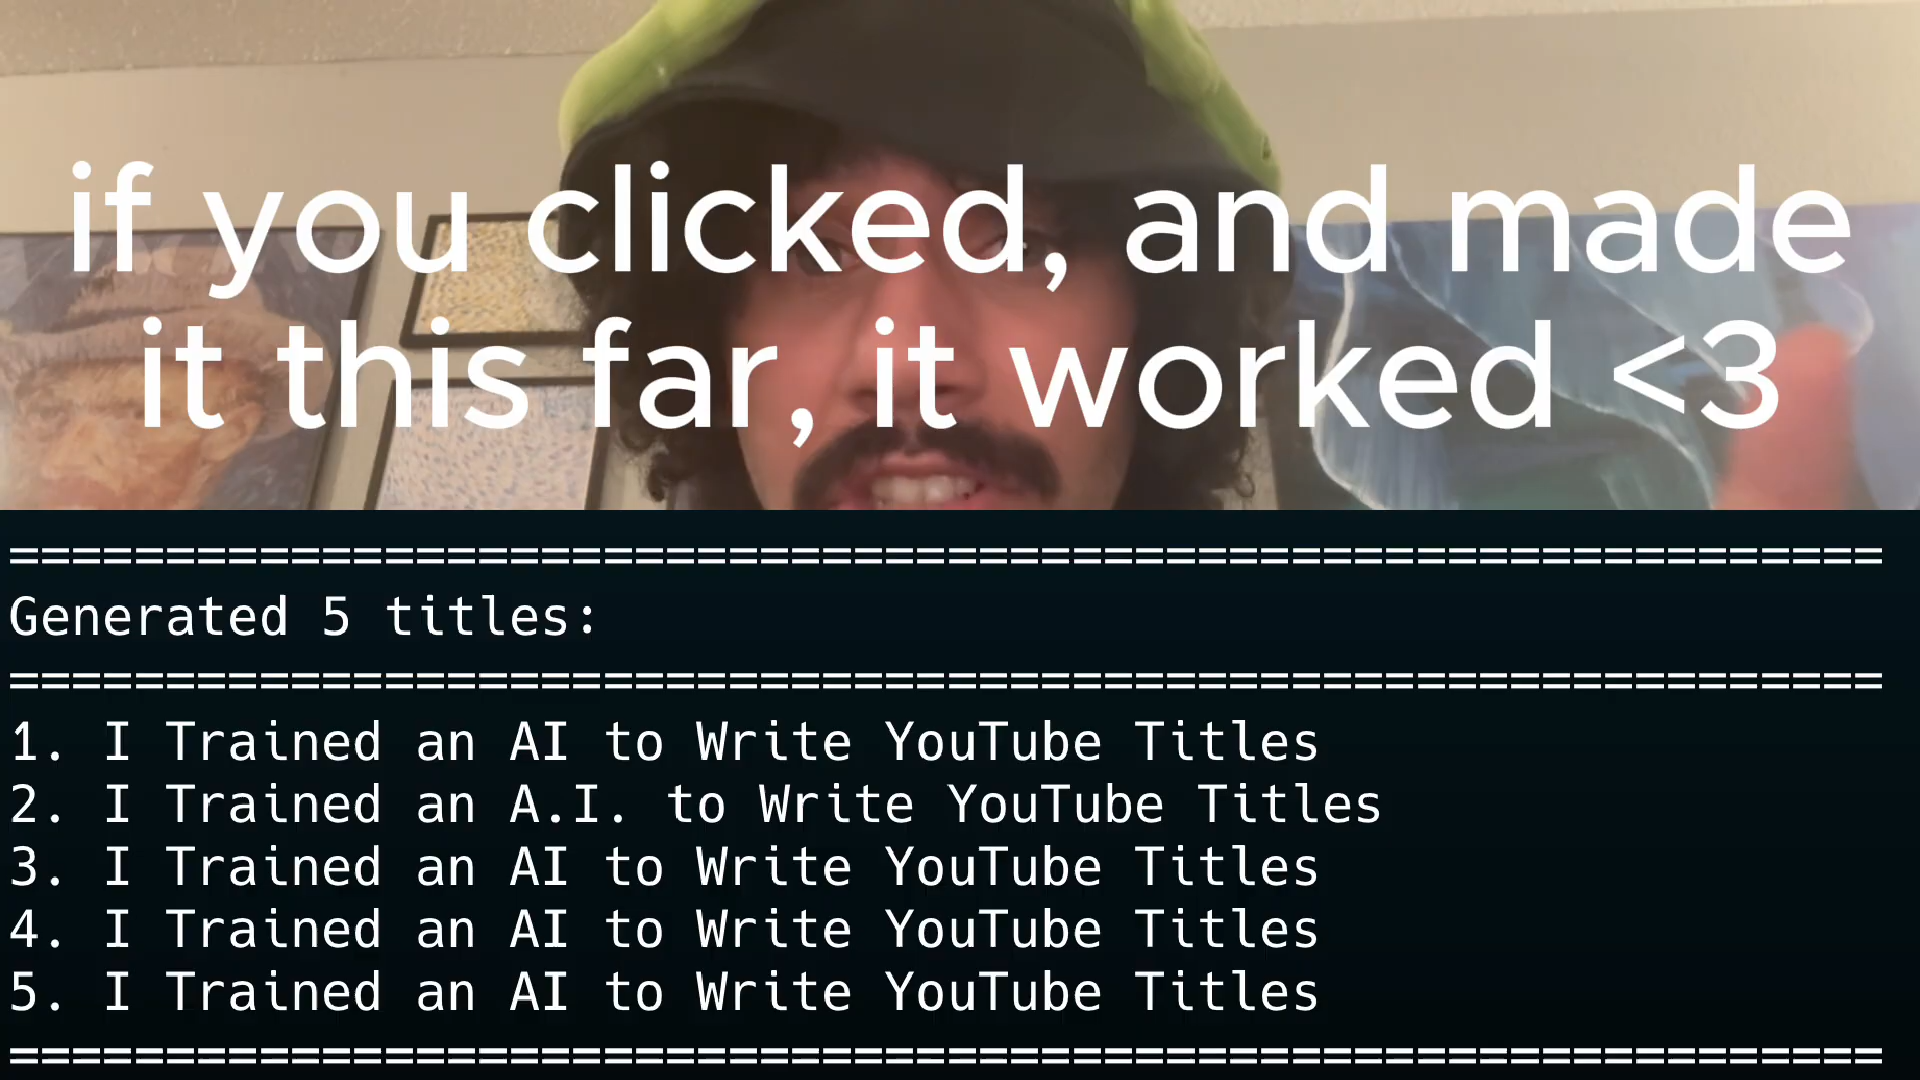 if you clicked, and made
it this far, it worked <3
============================================================
Generated 5 titles:
============================================================
1. I Trained an AI to Write YouTube Titles
2. I Trained an A.I. to Write YouTube Titles
3. I Trained an AI to Write YouTube Titles
4. I Trained an AI to Write YouTube Titles
5. I Trained an AI to Write YouTube Titles
============================================================